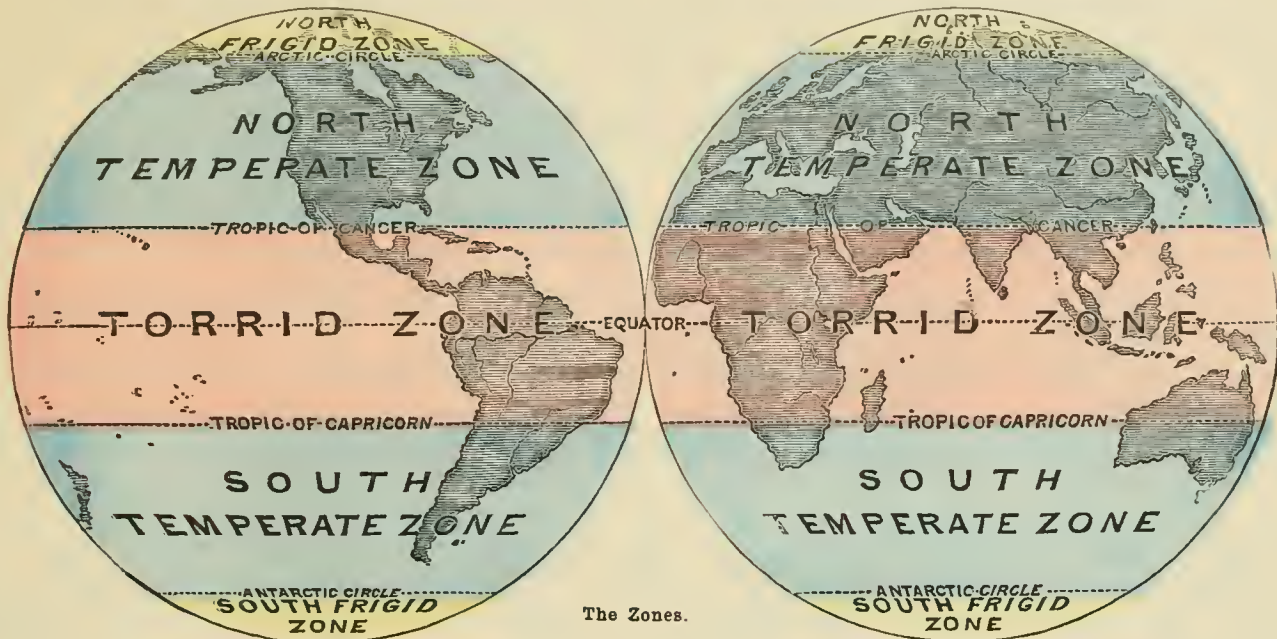 NORTH
FRIGID ZONE
ARCTIC CIRCLE
NORTH
TEMPERATE ZONE
TROPIC OF CANCER
TORRID ZONE
EQUATOR
TROPIC OF CAPRICORN
SOUTH
TEMPERATE ZONE
ANTARCTIC CIRCLE
SOUTH FRIGID
ZONE
NORTH
FRIGID ZONE
ARCTIC CIRCLE
NORTH
TEMPERATE ZONE
TROPIC OF CANCER
TORRID ZONE
TROPIC OF CAPRICORN
SOUTH
TEMPERATE ZONE
ANTARCTIC CIRCLE
SOUTH FRIGID
ZONE
The Zones.